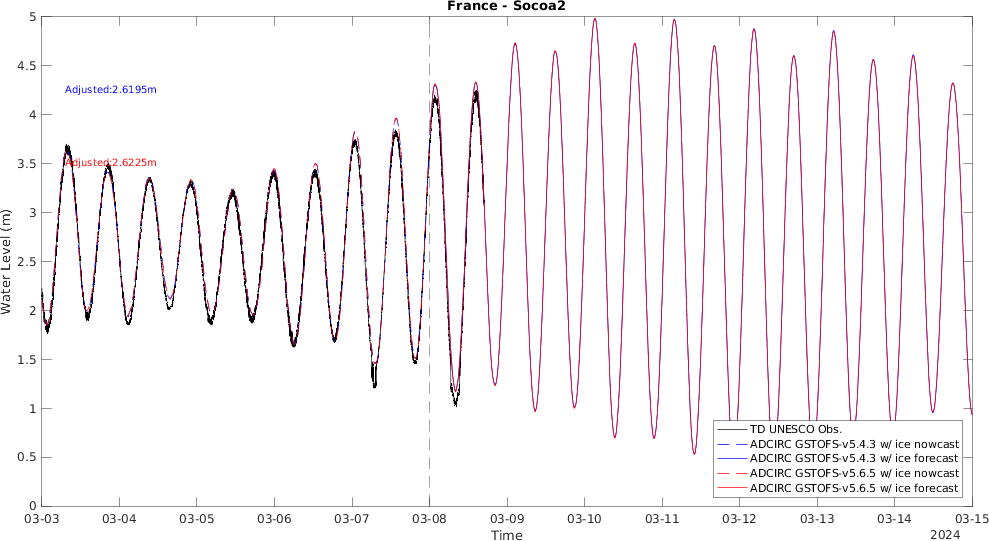 France - Socoa2
Water Level (m)
5
4.5
4
3.5
3
2.5
2
1.5
1
0.5
0
Adjusted:2.6195m
Adjusted:2.6225m
TD UNESCO Obs.
ADCIRC GSTOFS-v5.4.3 w/ ice nowcast
ADCIRC GSTOFS-v5.4.3 w/ ice forecast
ADCIRC GSTOFS-v5.6.5 w/ ice nowcast
ADCIRC GSTOFS-v5.6.5 w/ ice forecast
03-03 03-04 03-05 03-06 03-07 03-08 03-09 03-10 03-11 03-12 03-13 03-14 03-15
Time
2024